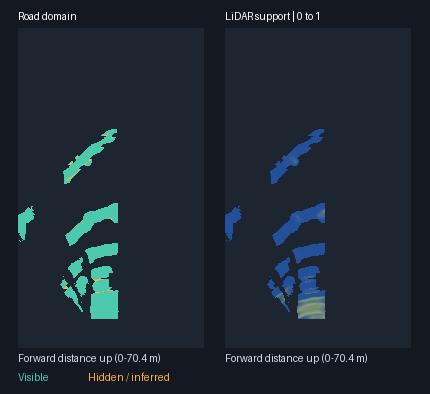 Road domain
LiDAR support | 0 to 1
Forward distance up (0-70.4 m)
Forward distance up (0-70.4 m)
Visible
Hidden / inferred